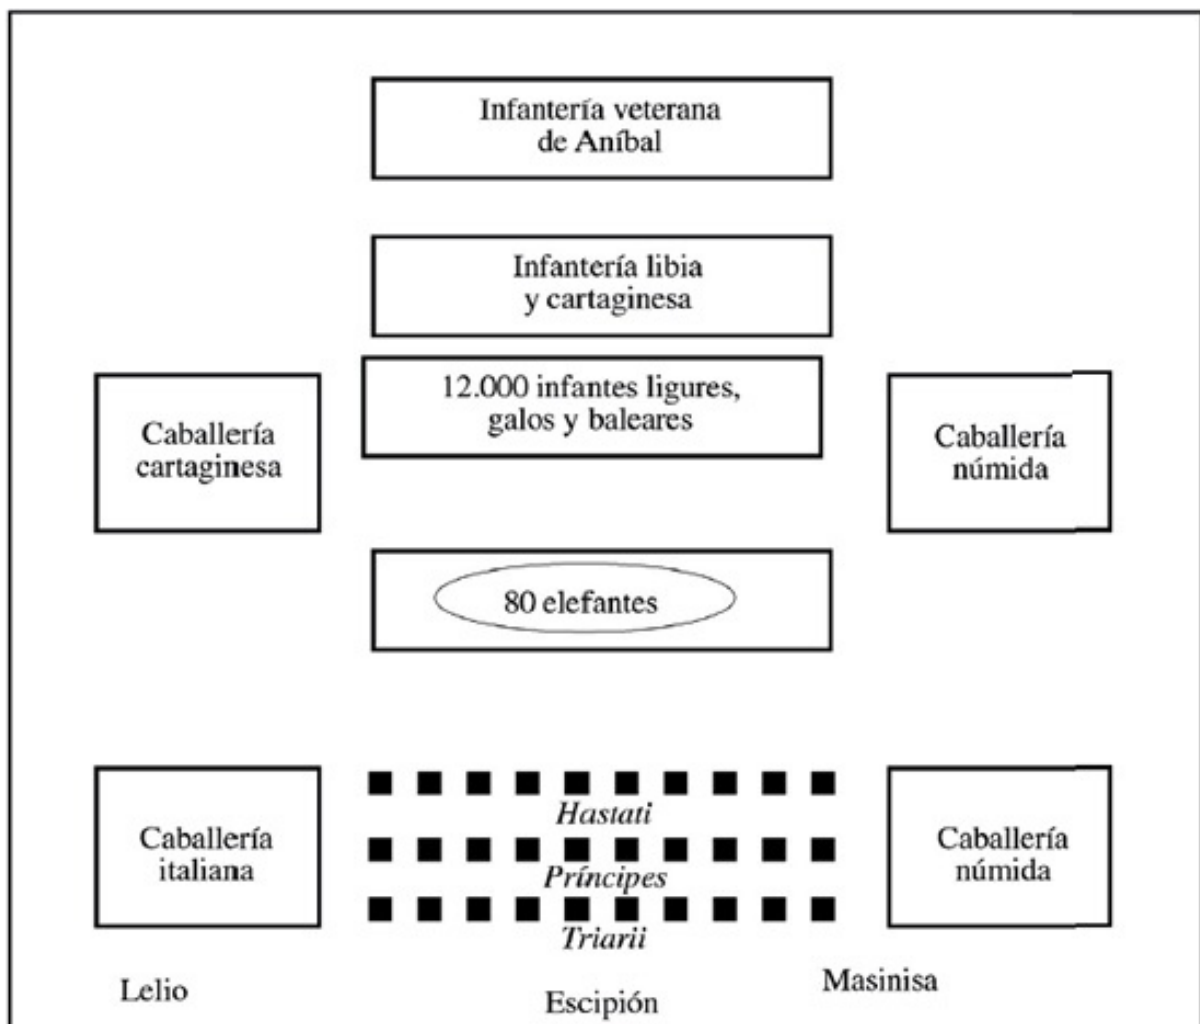 Infantería veterana
de Aníbal
Infantería libia
y cartaginesa
12.000 infantes ligures,
galos y baleares
Caballería
cartaginesa
Caballería
númida
80 elefantes
Caballería
italiana
Hastati
Príncipes
Triarii
Caballería
númida
Lelio
Escipión
Masinisa